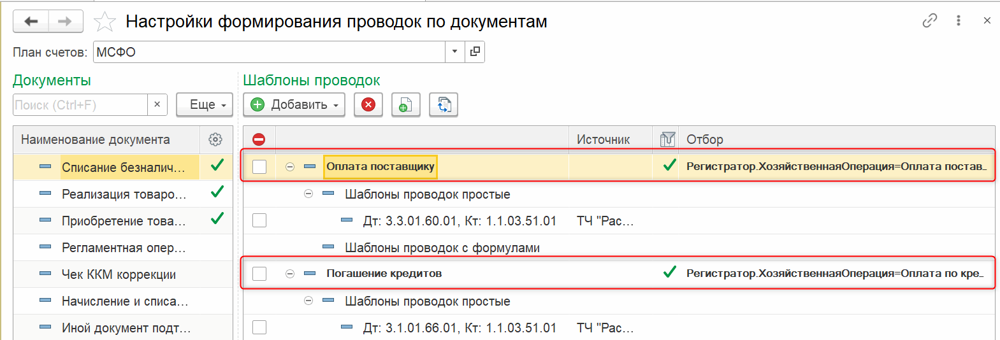 Настройки формирования проводок по документам
План счетов: МСФО
Документы
Шаблоны проводок
Поиск (Ctrl+F) × Еще
Добавить
Наименование документа
Источник Отбор
Списание безналич...
Оплата поставщику Регистратор.ХозяйственнаяОперация=Оплата постав...
Реализация товаро...
Шаблоны проводок простые
Приобретение това...
Дт: 3.3.01.60.01, Кт: 1.1.03.51.01 ТЧ "Рас...
Регламентная опер...
Шаблоны проводок с формулами
Чек ККМ коррекции
Погашение кредитов Регистратор.ХозяйственнаяОперация=Оплата по кре...
Начисление и списа...
Шаблоны проводок простые
Иной документ подт...
Дт: 3.1.01.66.01, Кт: 1.1.03.51.01 ТЧ "Рас...